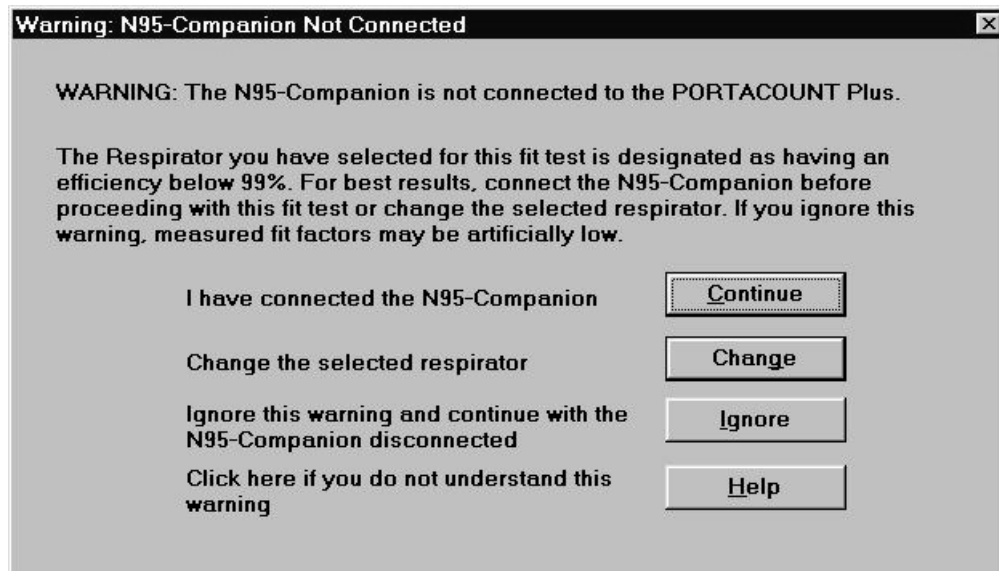 Warning: N95-Companion Not Connected
WARNING: The N95-Companion is not connected to the PORTACOUNT Plus.
The Respirator you have selected for this fit test is designated as having an
efficiency below 99%. For best results, connect the N95-Companion before
proceeding with this fit test or change the selected respirator. If you ignore this
warning, measured fit factors may be artificially low.
I have connected the N95-Companion
Continue
Change the selected respirator
Change
Ignore this warning and continue with the
N95-Companion disconnected
Ignore
Click here if you do not understand this
warning
Help